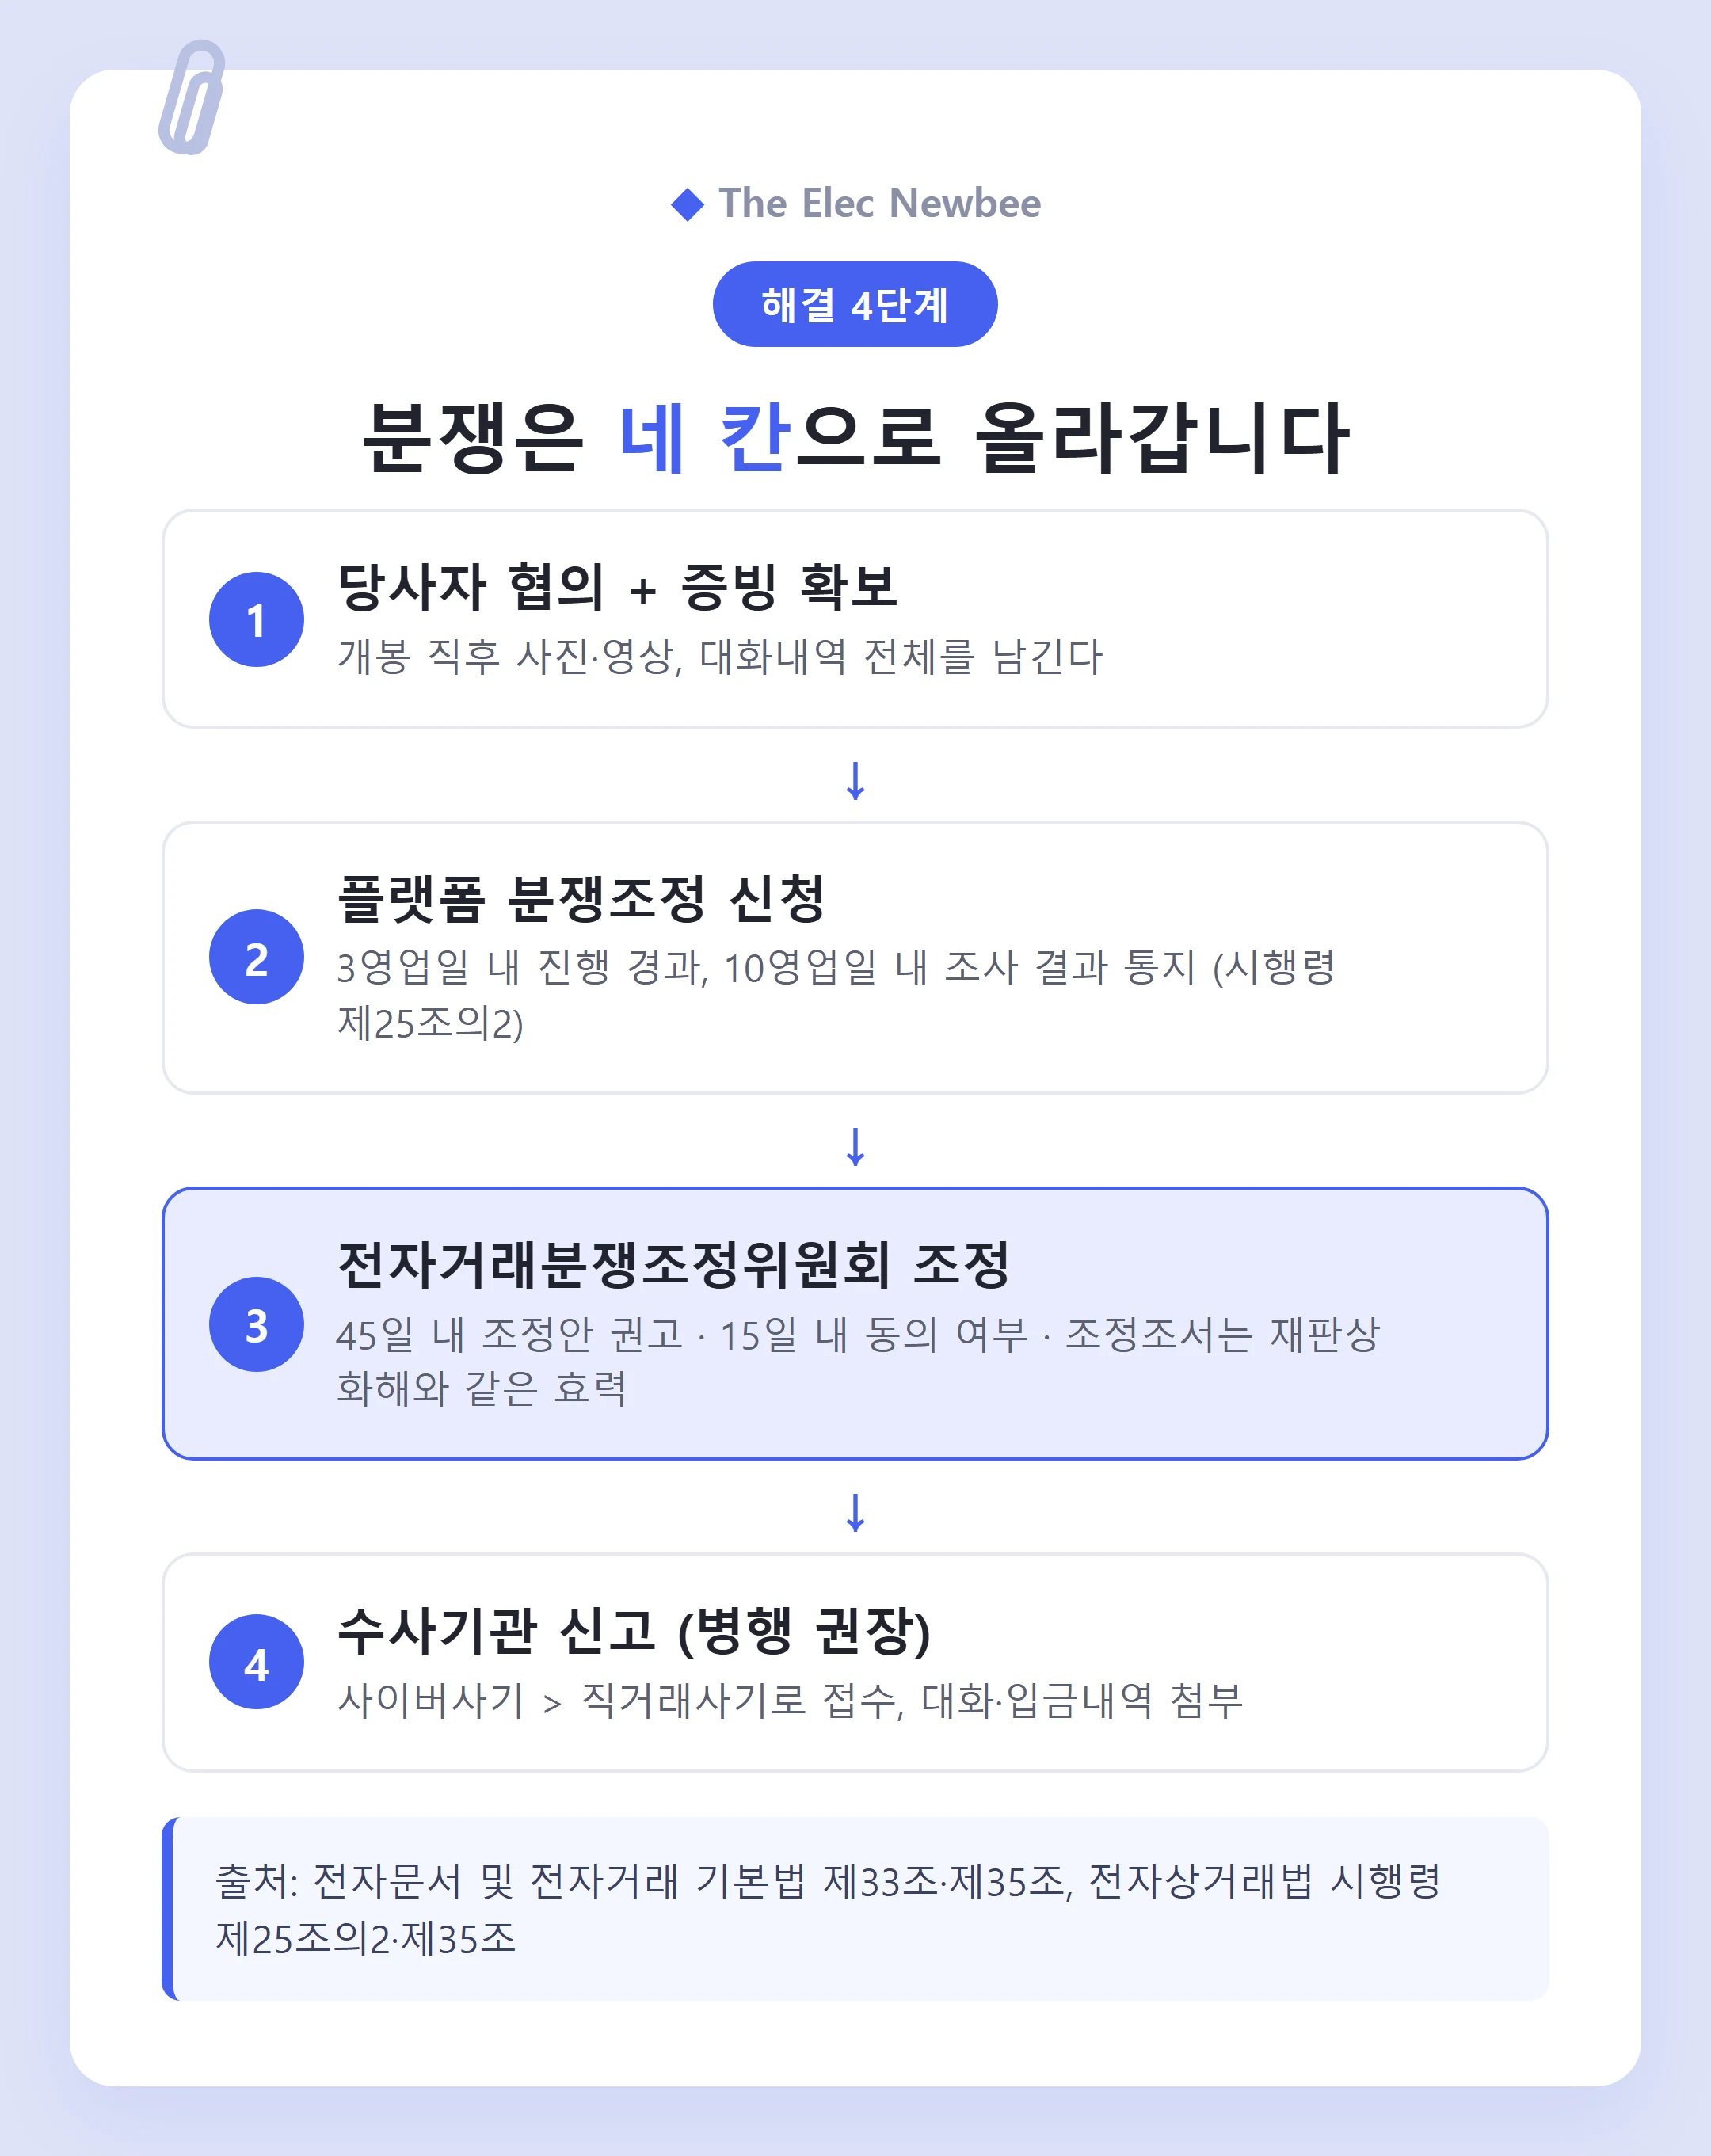 ◆ The Elec Newbee
해결 4단계
분쟁은 네 칸으로 올라갑니다
1
당사자 협의 + 증빙 확보
개봉 직후 사진·영상, 대화내역 전체를 남긴다
↓
2
플랫폼 분쟁조정 신청
3영업일 내 진행 경과, 10영업일 내 조사 결과 통지 (시행령
제25조의2)
↓
3
전자거래분쟁조정위원회 조정
45일 내 조정안 권고 · 15일 내 동의 여부 · 조정조서는 재판상
화해와 같은 효력
↓
4
수사기관 신고 (병행 권장)
사이버사기 > 직거래사기로 접수, 대화·입금내역 첨부
출처: 전자문서 및 전자거래 기본법 제33조·제35조, 전자상거래법 시행령
제25조의2·제35조